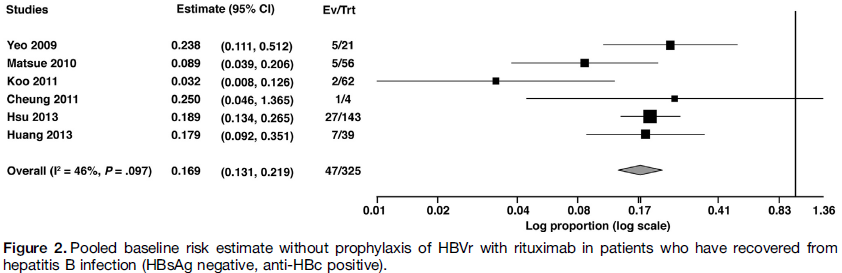 Studies Estimate (95% CI) Ev/Trt
Yeo 2009 0.238 (0.111, 0.512) 5/21
Matsue 2010 0.089 (0.039, 0.206) 5/56
Koo 2011 0.032 (0.008, 0.126) 2/62
Cheung 2011 0.250 (0.046, 1.365) 1/4
Hsu 2013 0.189 (0.134, 0.265) 27/143
Huang 2013 0.179 (0.092, 0.351) 7/39
Overall (I² = 46%, P = .097) 0.169 (0.131, 0.219) 47/325
0.01 0.02 0.04 0.08 0.17 0.41 0.83 1.36
Log proportion (log scale)
Figure 2. Pooled baseline risk estimate without prophylaxis of HBVr with rituximab in patients who have recovered from
hepatitis B infection (HBsAg negative, anti-HBc positive).